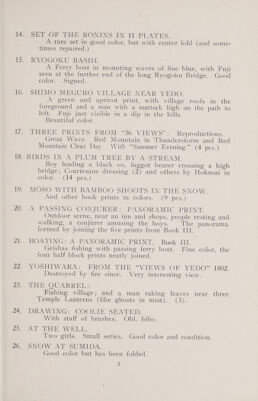 14. SET OF THE RONINS IN 11 PLATES.
A rare set in good color, but with centre fold (and some-
times repaired.)
15. RYOGOKU BASHI.
A Ferry boat in mounting waves of fine blue, with Fuji
seen at the further end of the long Ryogoku Bridge. Good
color. Signed.
16. SHIMO MEGURO VILLAGE NEAR YEDO.
A green and apricot print, with village roofs in the
foreground and a man with a mattock high on the path to
left. Fuji just visible in a dip in the hills.
Beautiful color.
17. THREE PRINTS FROM "36 VIEWS": Reproductions.
Great Wave. Red Mountain in Thunderstorm and Red
Mountain Clear Day With "Summer Evening." (4 pcs.)
18. BIRDS IN A PLUM TREE BY A STREAM.
Boy leading a black ox, faggot bearer crossing a high
bridge; Courtesans dressing (2) and others by Hokusai in
color. (14 pcs.)
19. MOSO WITH BAMBOO SHOOTS IN THE SNOW.
And other book prints in colors. (9 pcs.)
20. A PASSING CONJURER: PANORAMIC PRINT.
Outdoor scene, near an inn and shops, people resting and
walking, a conjurer amusing the boys. The panorama
formed by joining the five prints from Book III.
21. BOATING: A PANORAMIC PRINT. Book III.
Geishas fishing with passing ferry boat. Fine color, the
four half block prints neatly joined.
22. YOSHIWARA: FROM THE "VIEWS OF YEDO" 1802.
Destroyed by fire since. Very interesting view.
23. THE QUARREL:
Fishing village; and a man raking leaves near three
Temple Lanterns (like ghosts in mist). (3).
24. DRAWING: COOLIE SEATED.
With staff of brushes. Obl. folio.
25. AT THE WELL.
Two girls. Small series. Good color and condition.
26. SNOW AT SUMIDA.
Good color but has been folded.